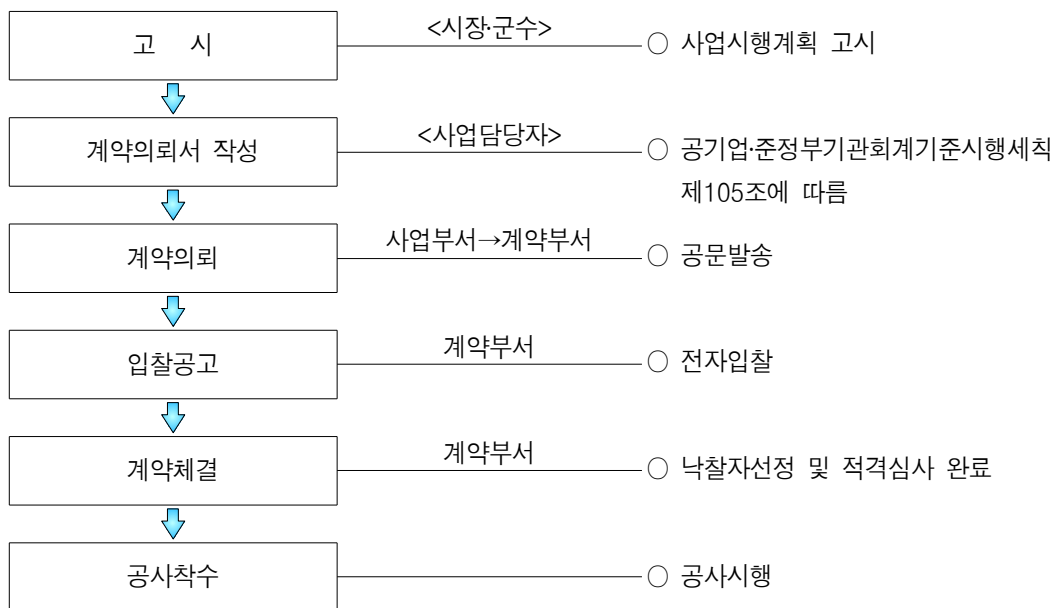 고 시 <시장·군수> ○ 사업시행계획 고시
계약의뢰서 작성 <사업담당자> ○ 공기업·준정부기관회계기준시행세칙
제105조에 따름
계약의뢰 사업부서→계약부서 ○ 공문발송
입찰공고 계약부서 ○ 전자입찰
계약체결 계약부서 ○ 낙찰자선정 및 적격심사 완료
공사착수 ○ 공사시행